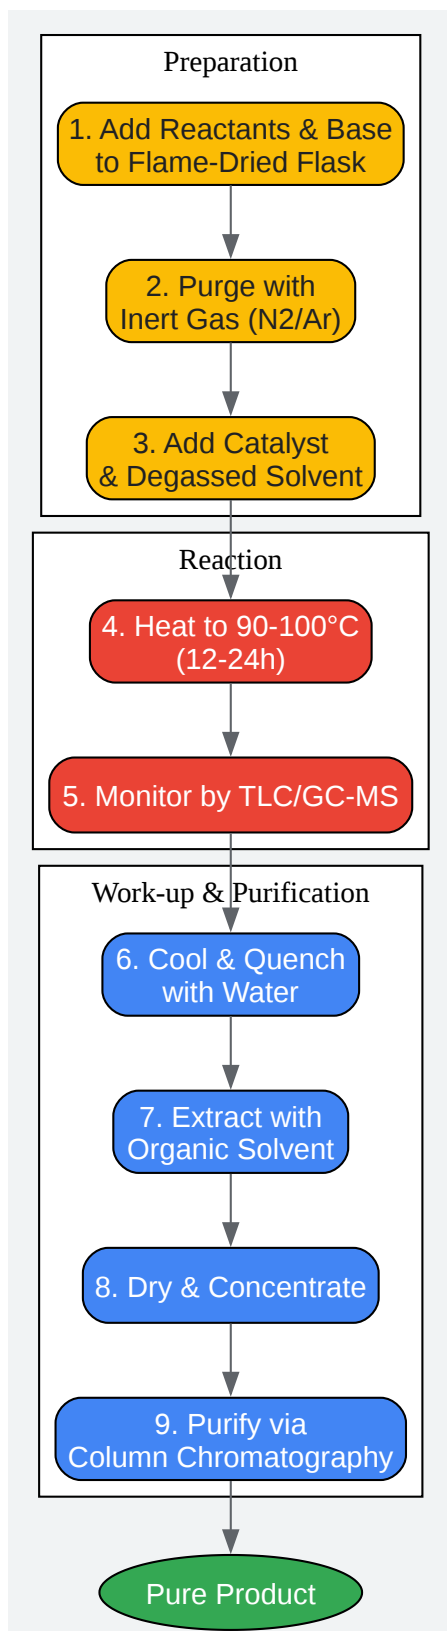 Preparation
1. Add Reactants & Base
to Flame-Dried Flask
2. Purge with
Inert Gas (N2/Ar)
3. Add Catalyst
& Degassed Solvent
Reaction
4. Heat to 90-100°C
(12-24h)
5. Monitor by TLC/GC-MS
Work-up & Purification
6. Cool & Quench
with Water
7. Extract with
Organic Solvent
8. Dry & Concentrate
9. Purify via
Column Chromatography
Pure Product